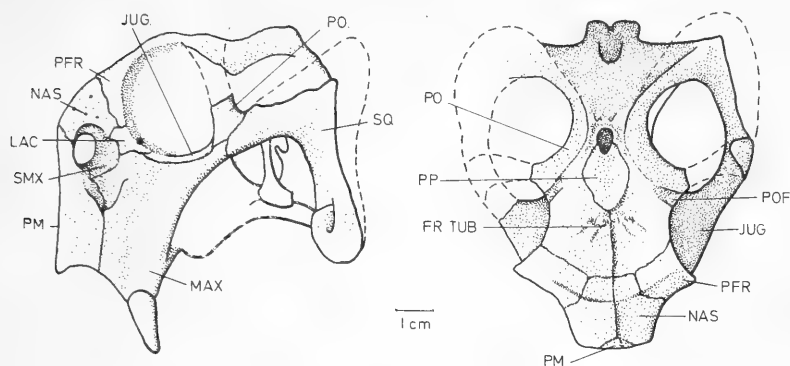 JUG.
PO.
PFR
NAS
SQ
LAC
SMX
PM
MAX
1 cm
PO
PP
POF
FR TUB
JUG
PFR
NAS
PM